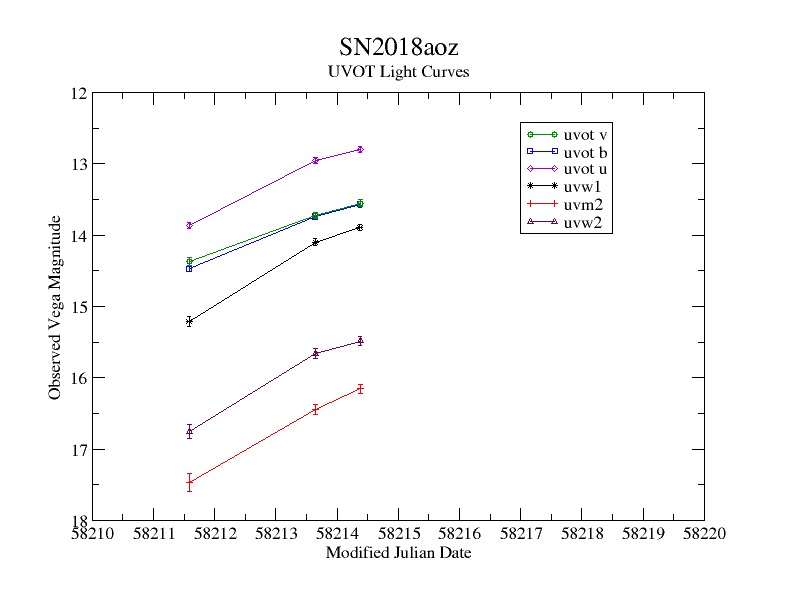 SN2018aoz
UVOT Light Curves
12
13
14
15
16
17
18
Observed Vega Magnitude
uvot v
uvot b
uvot u
uvw1
uvm2
uvw2
58210 58211 58212 58213 58214 58215 58216 58217 58218 58219 58220
Modified Julian Date